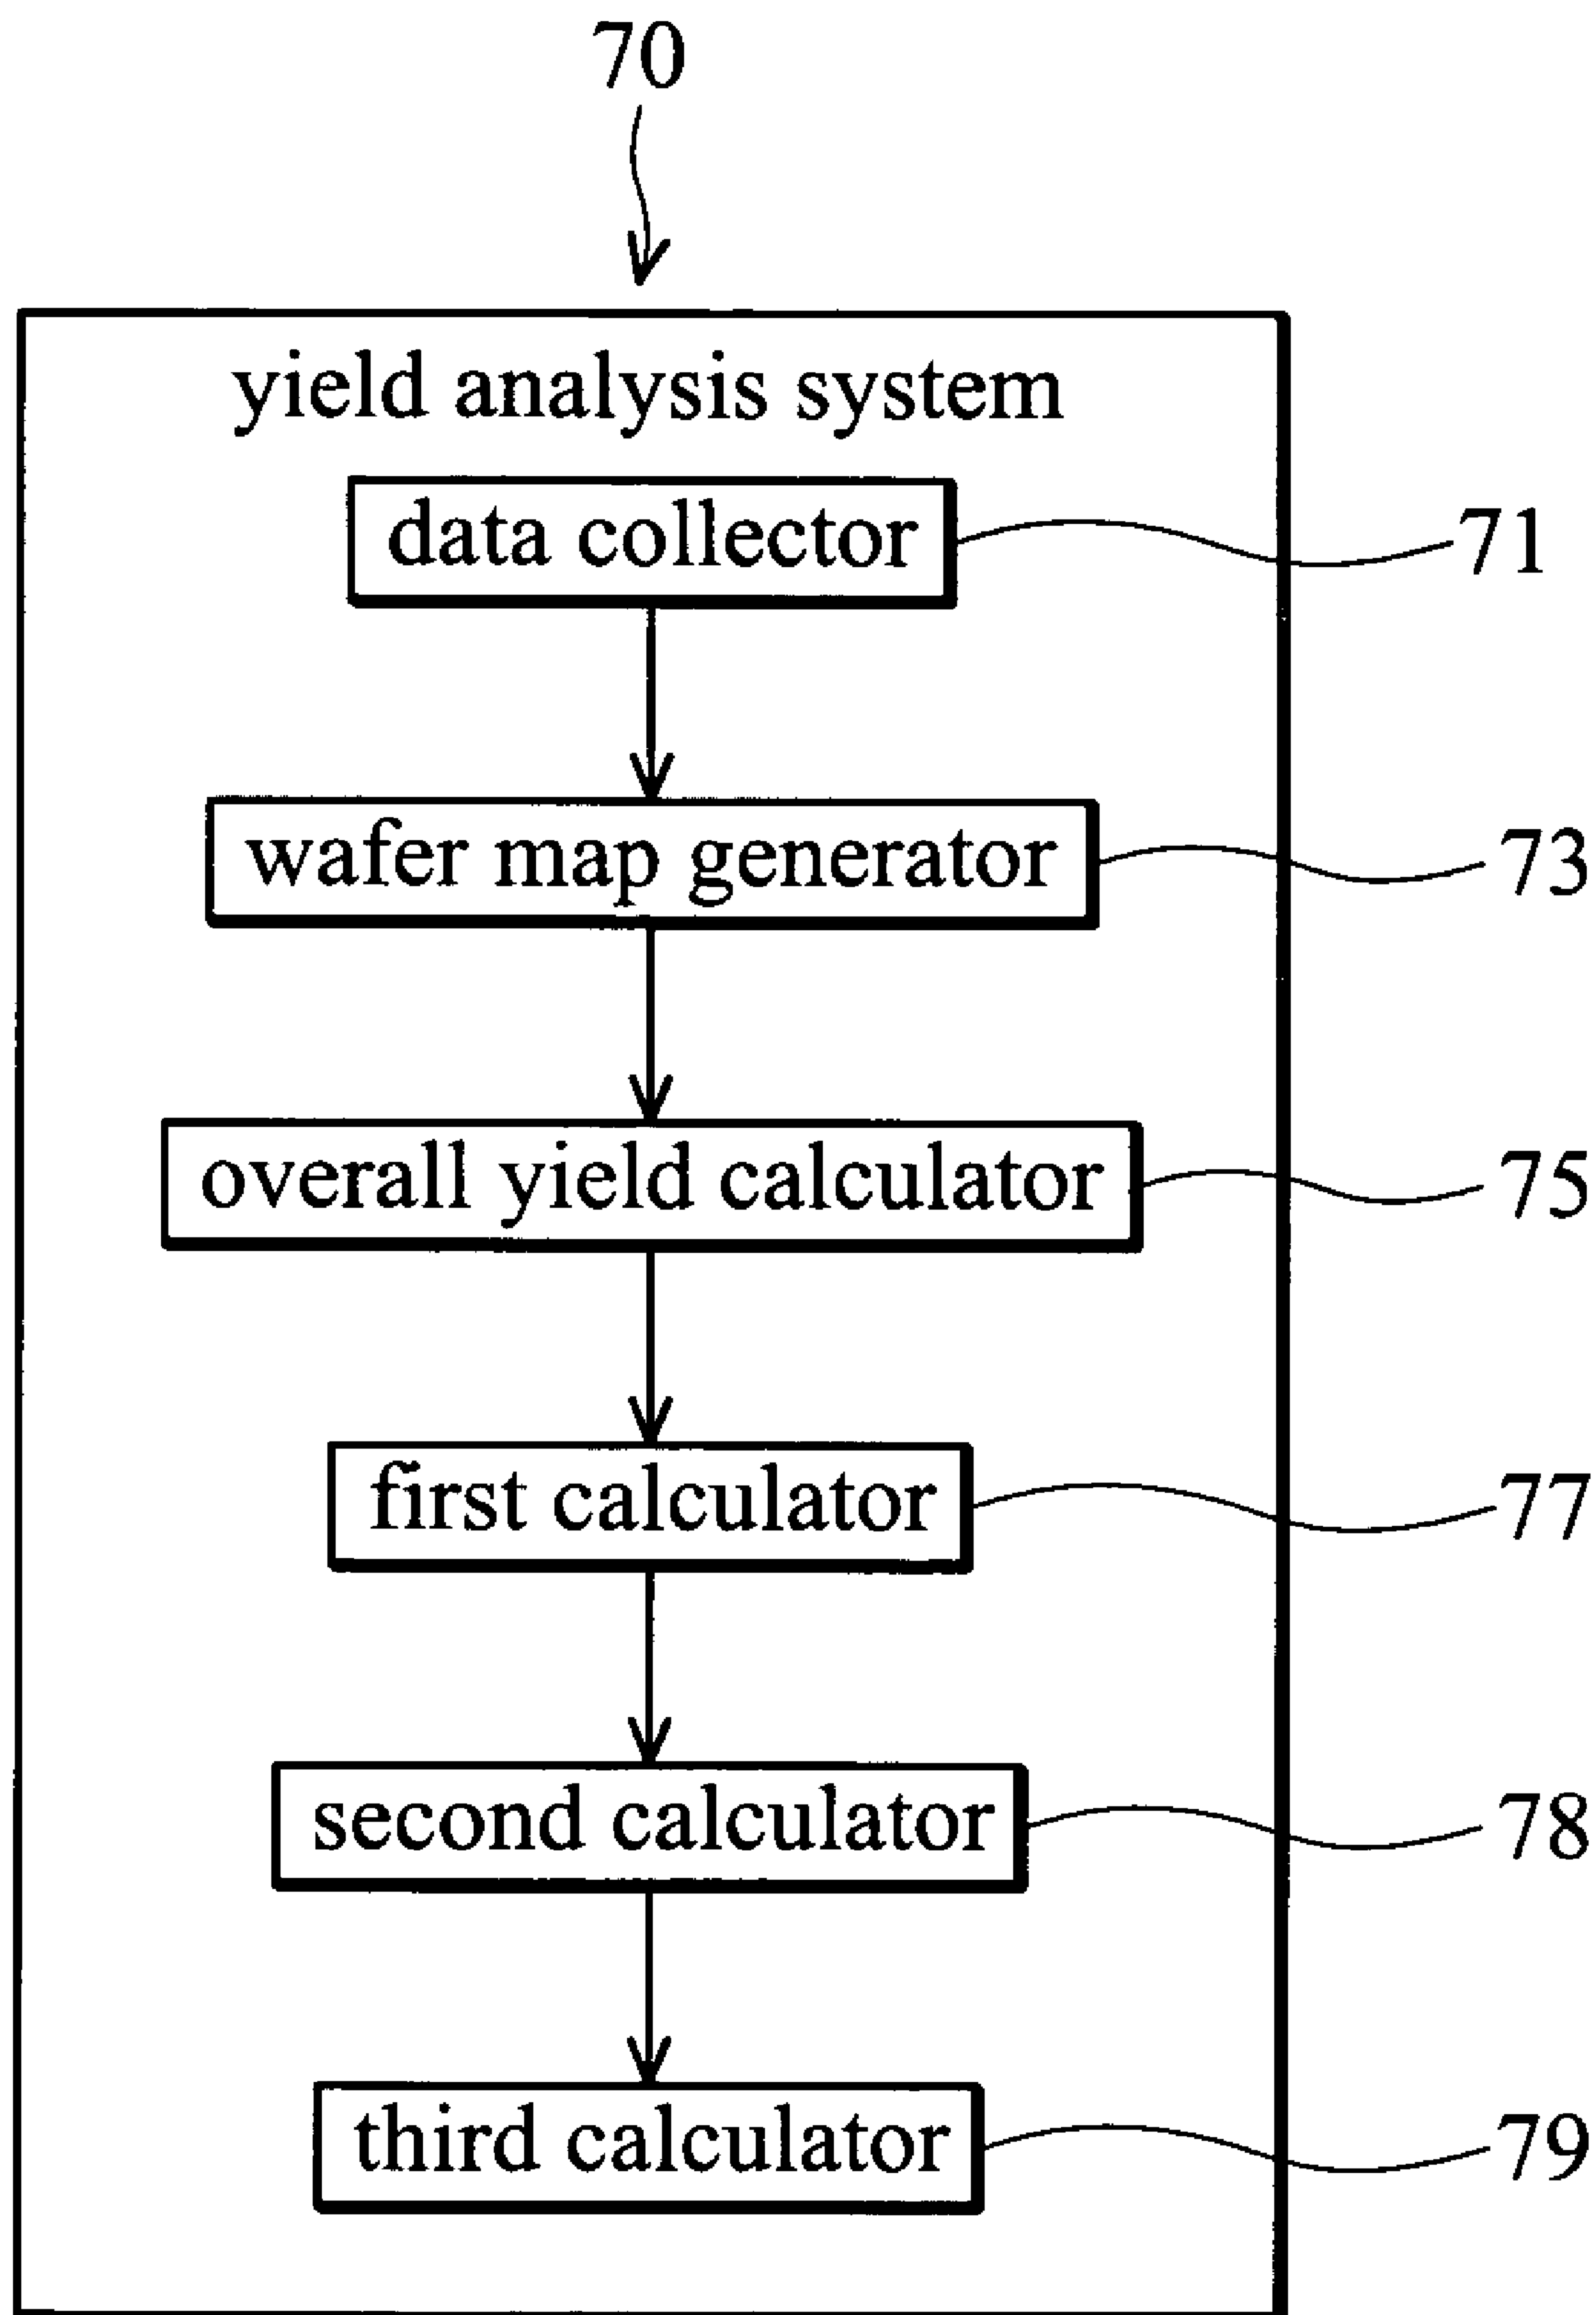 70
yield analysis system
data collector
71
wafer map generator
73
overall yield calculator
75
first calculator
77
second calculator
78
third calculator
79